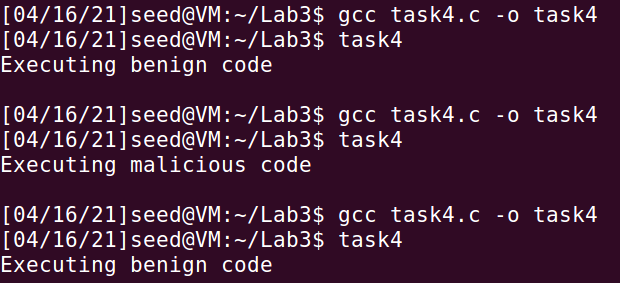 [04/16/21]seed@VM:~/Lab3$ gcc task4.c -o task4
[04/16/21]seed@VM:~/Lab3$ task4
Executing benign code
[04/16/21]seed@VM:~/Lab3$ gcc task4.c -o task4
[04/16/21]seed@VM:~/Lab3$ task4
Executing malicious code
[04/16/21]seed@VM:~/Lab3$ gcc task4.c -o task4
[04/16/21]seed@VM:~/Lab3$ task4
Executing benign code